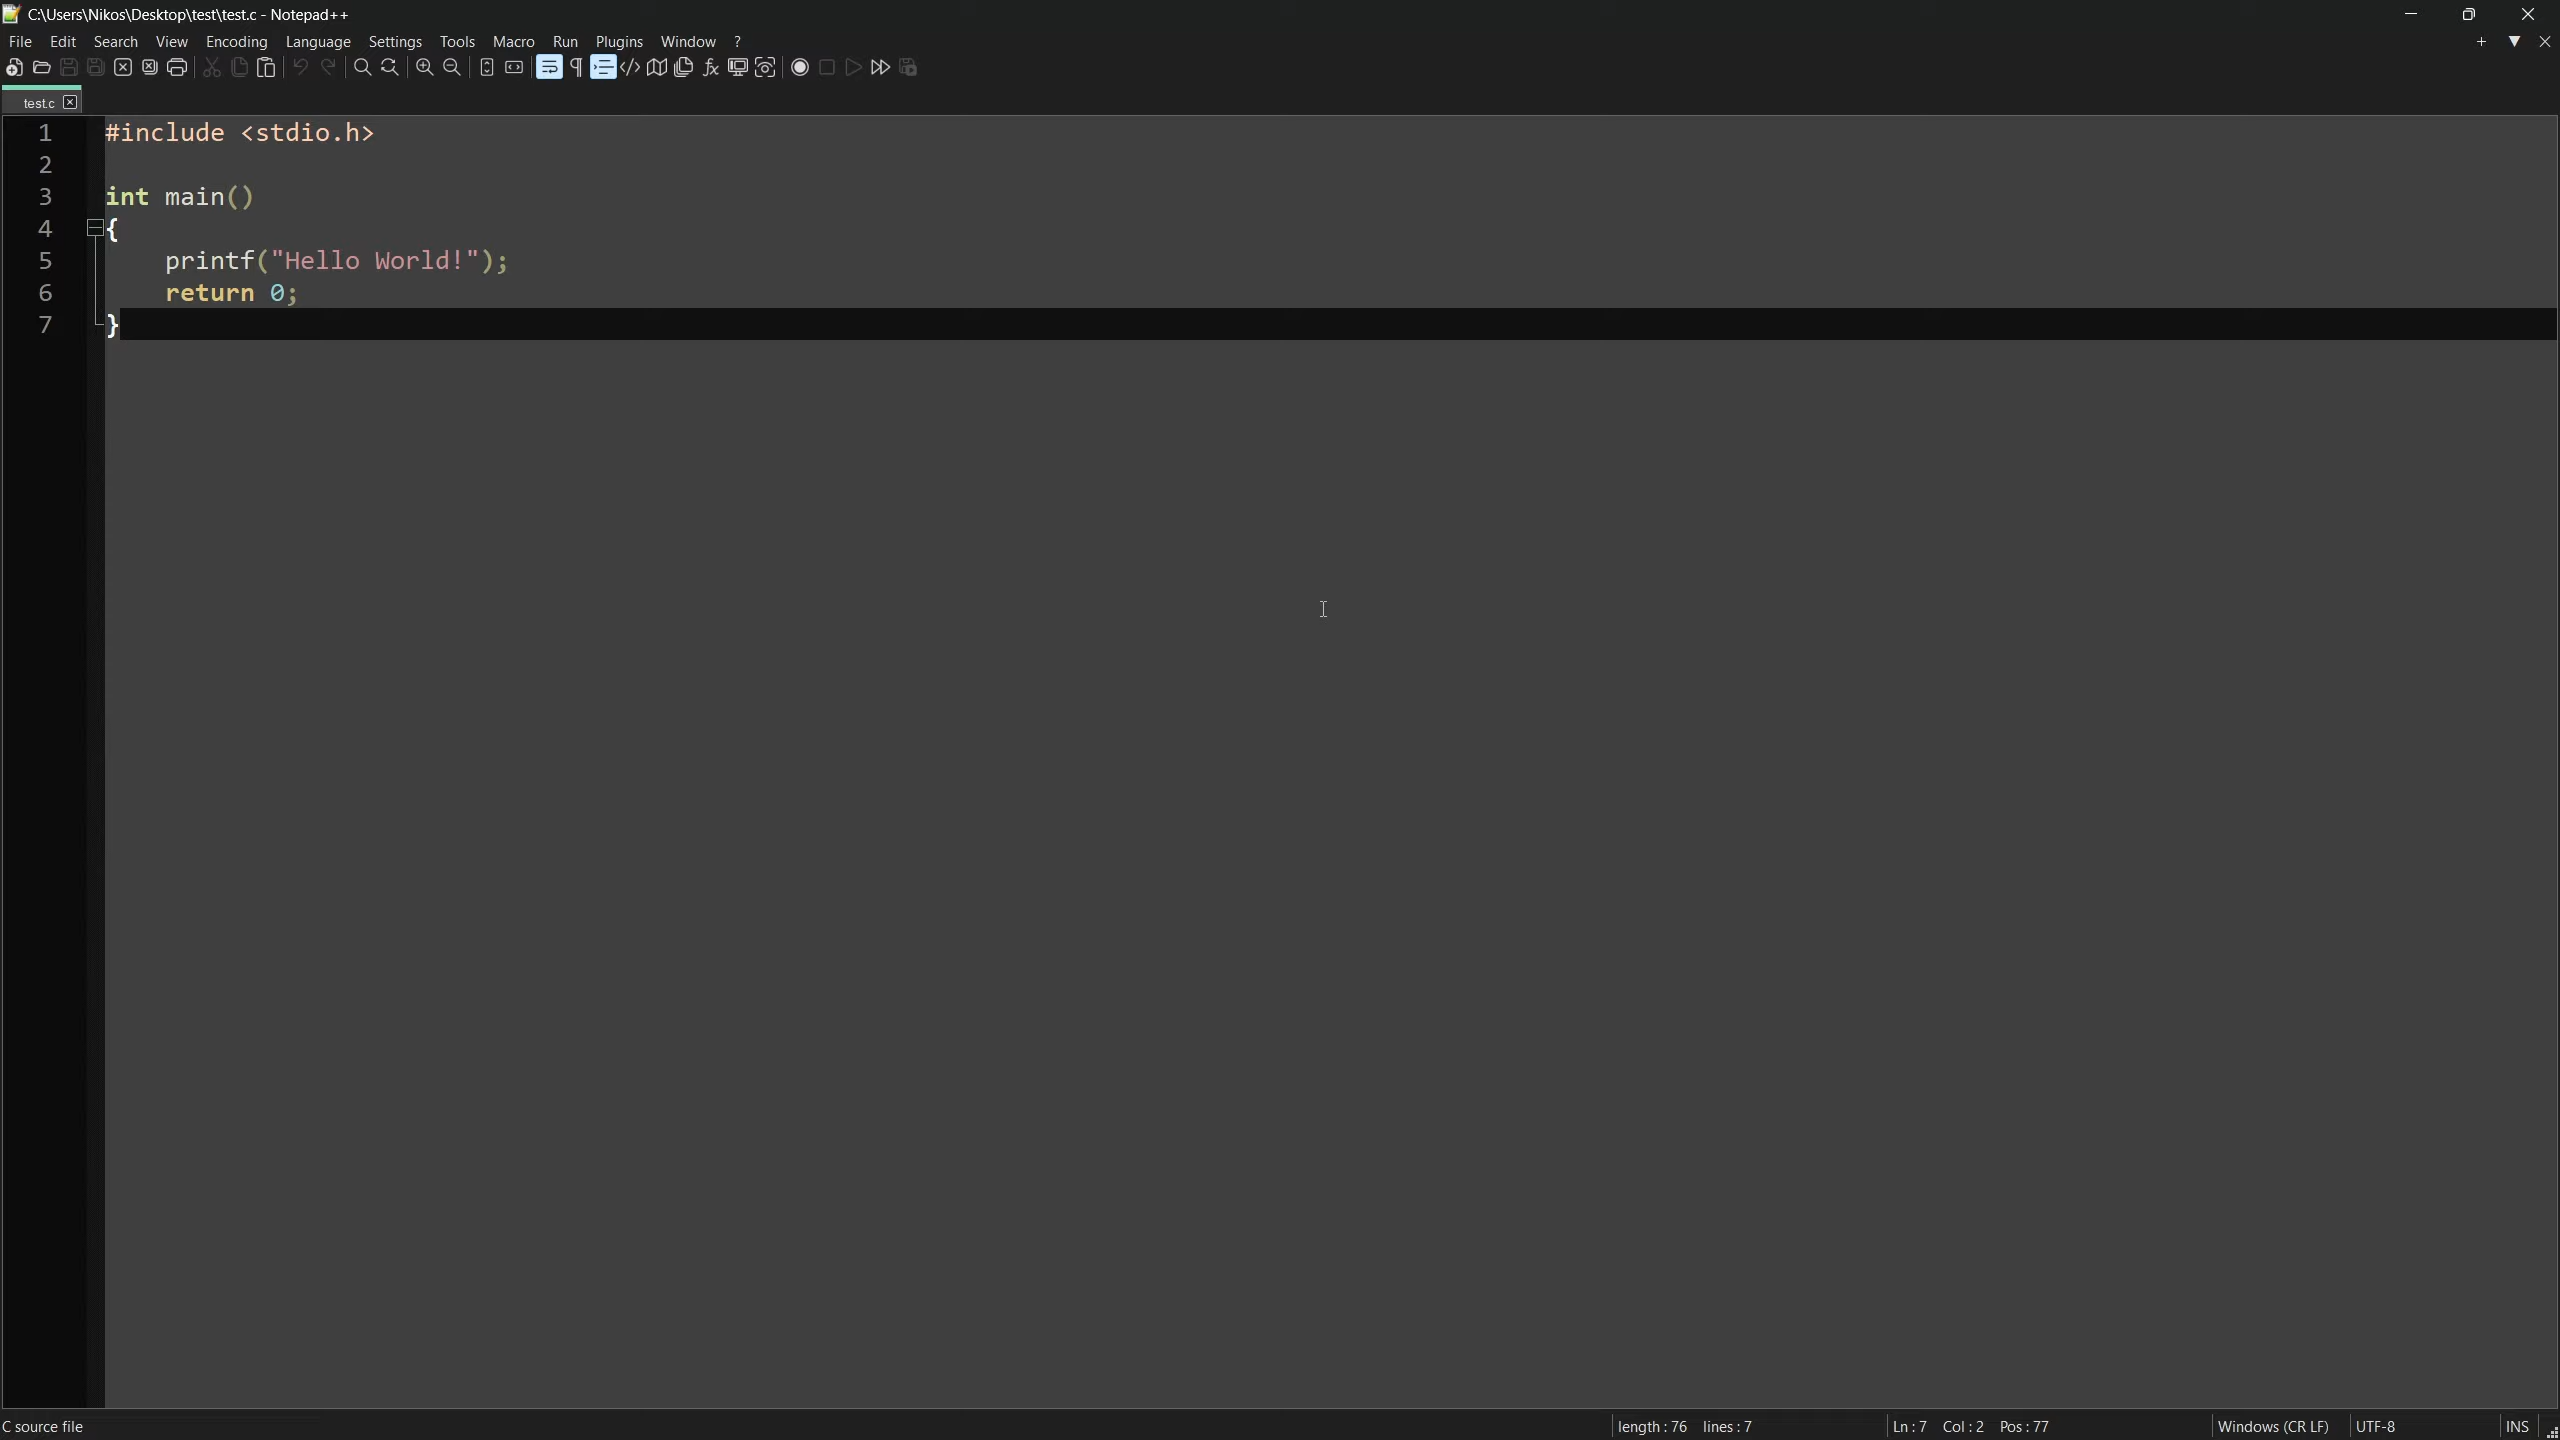 C:\Users\Nikos\Desktop\test\test.c - Notepad++
File Edit Search View Encoding Language Settings Tools Macro Run Plugins Window ?
test.c
1 #include <stdio.h>
2
3 int main()
4 {
5 printf("Hello World!");
6 return 0;
7 }
C source file length : 76 lines : 7 Ln : 7 Col : 2 Pos : 77 Windows (CR LF) UTF-8 INS